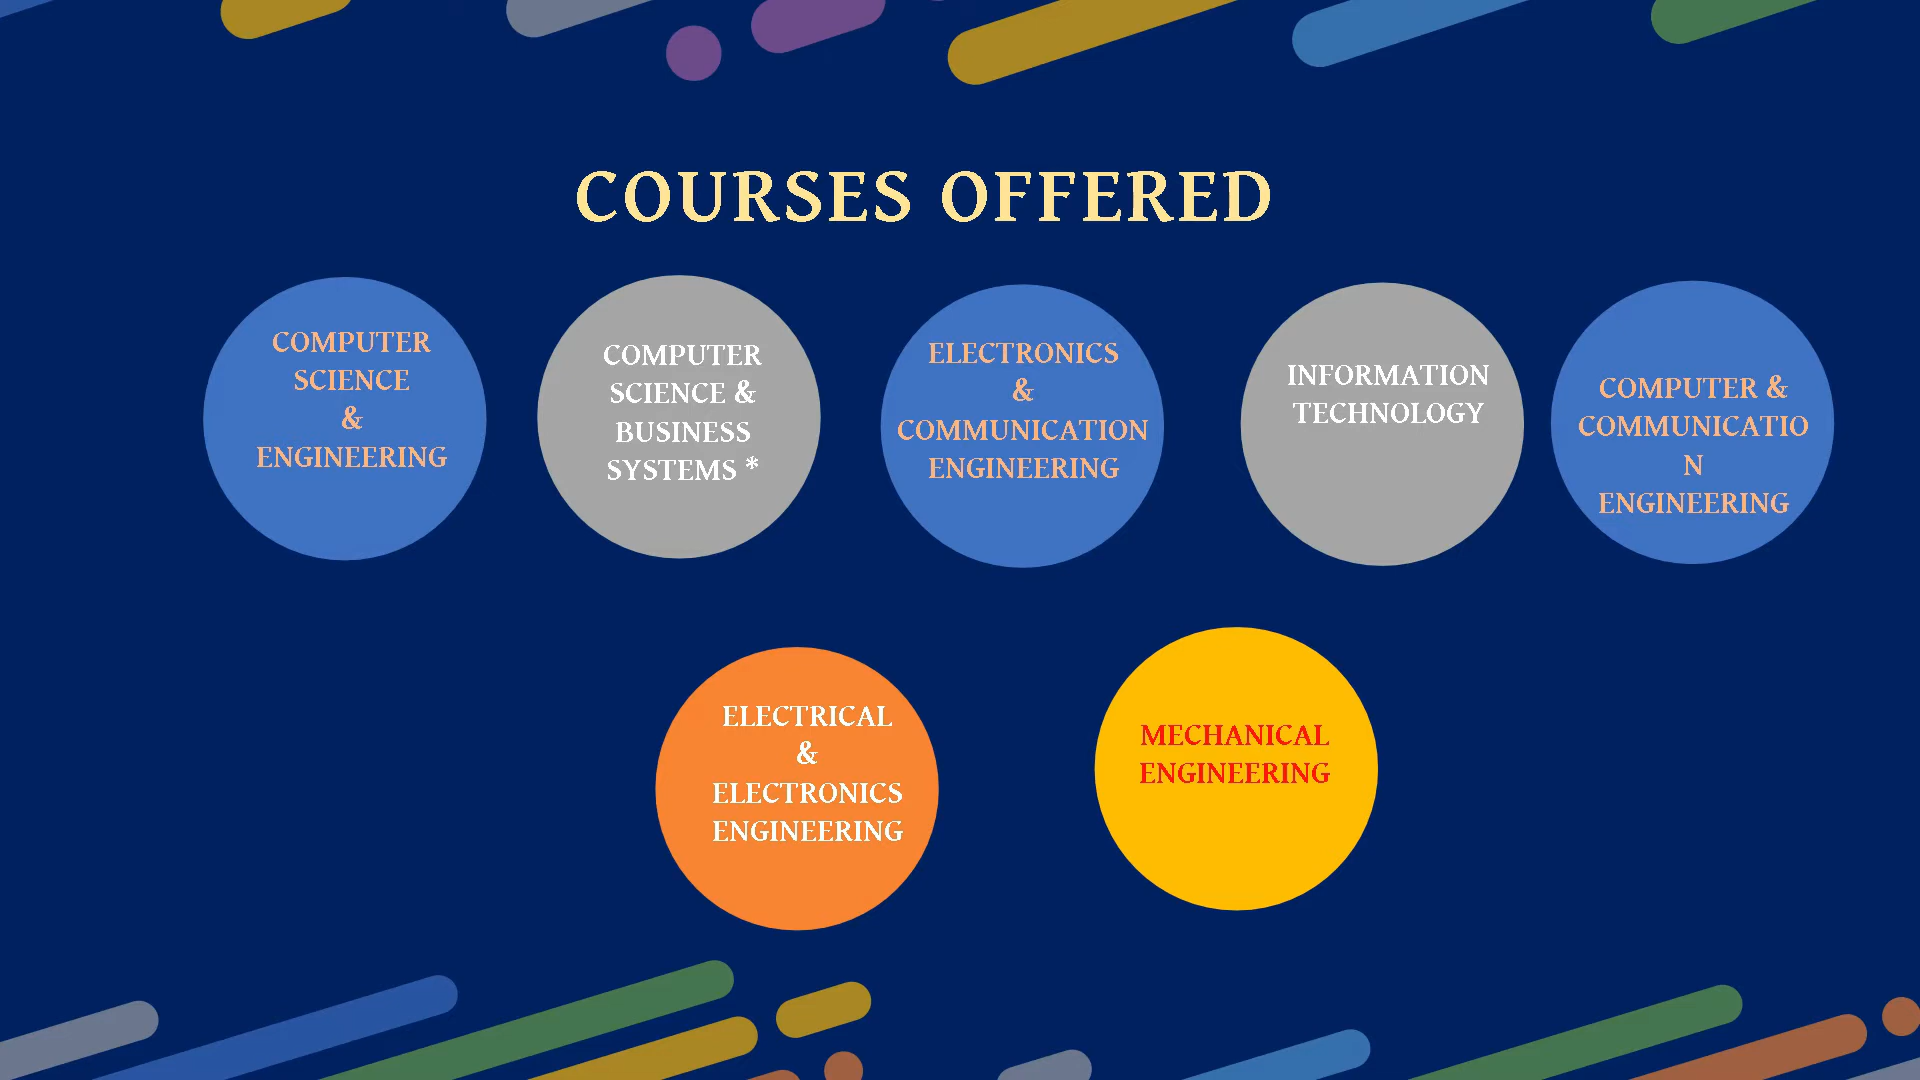 COURSES OFFERED
COMPUTER
SCIENCE
&
ENGINEERING
COMPUTER
SCIENCE &
BUSINESS
SYSTEMS *
ELECTRONICS
&
COMMUNICATION
ENGINEERING
INFORMATION
TECHNOLOGY
COMPUTER &
COMMUNICATIO
N
ENGINEERING
ELECTRICAL
&
ELECTRONICS
ENGINEERING
MECHANICAL
ENGINEERING